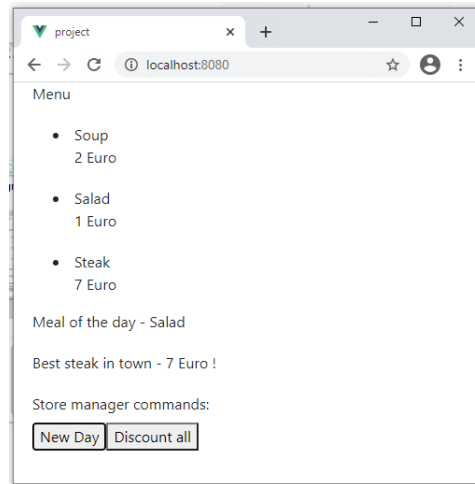 project
localhost:8080
Menu
Soup
2 Euro
Salad
1 Euro
Steak
7 Euro
Meal of the day - Salad
Best steak in town - 7 Euro !
Store manager commands:
New Day Discount all